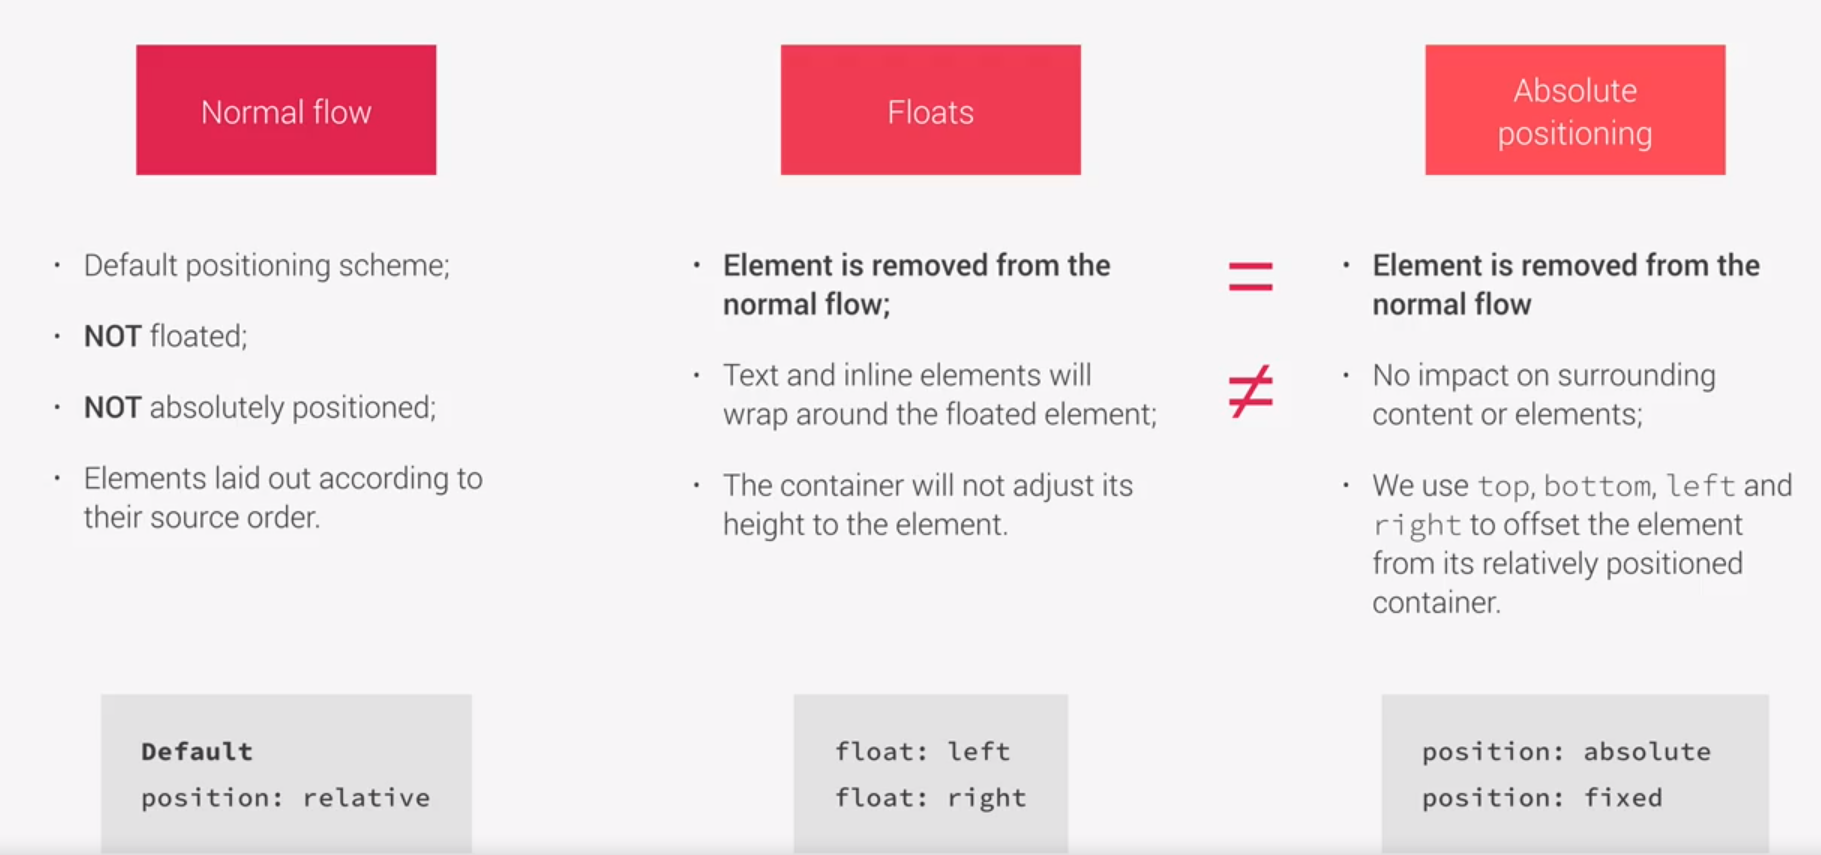 Normal flow
• Default positioning scheme;
• NOT floated;
• NOT absolutely positioned;
• Elements laid out according to
their source order.
Default
position: relative
Floats
• Element is removed from the
normal flow;
• Text and inline elements will
wrap around the floated element;
• The container will not adjust its
height to the element.
float: left
float: right
=
≠
Absolute
positioning
• Element is removed from the
normal flow
• No impact on surrounding
content or elements;
• We use top, bottom, left and
right to offset the element
from its relatively positioned
container.
position: absolute
position: fixed